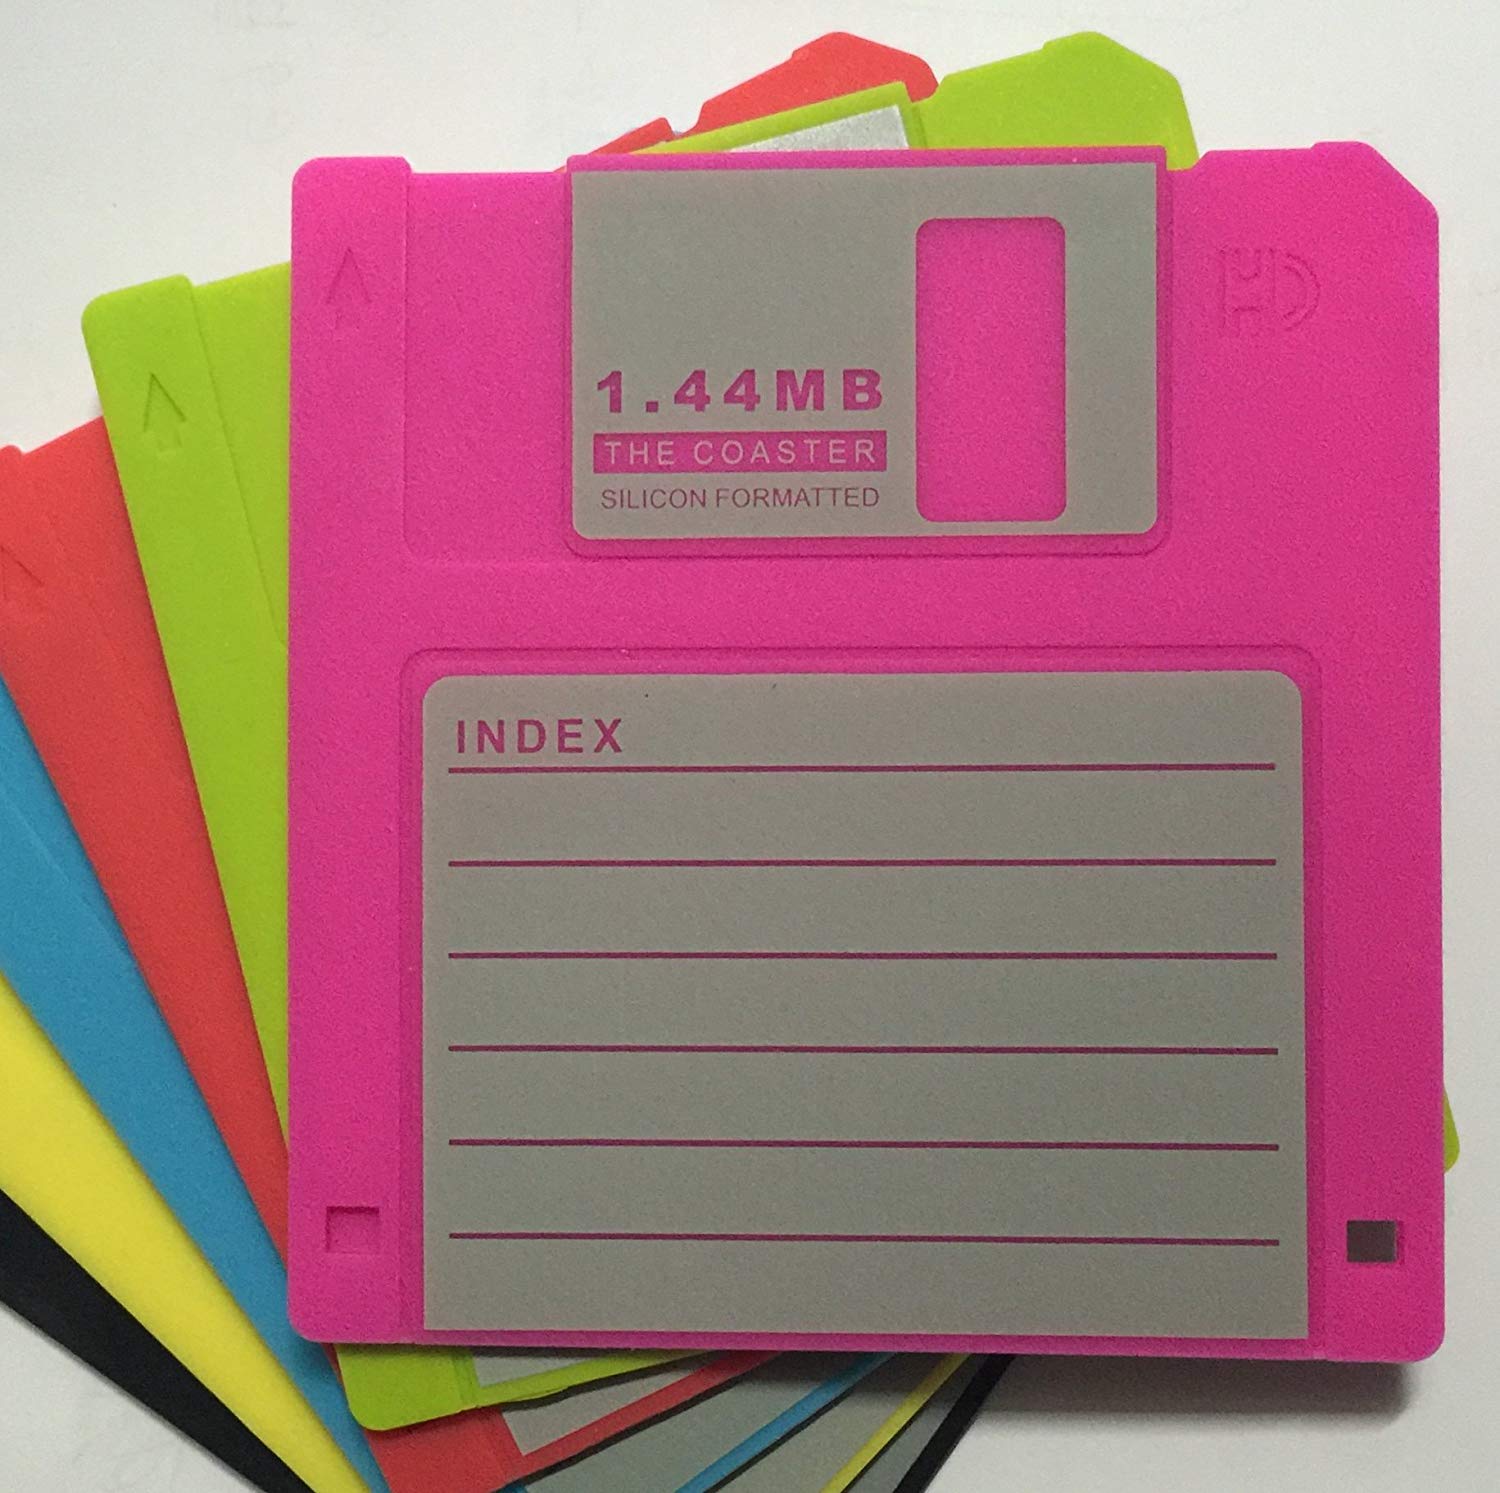 HD
1.44MB
THE COASTER
SILICON FORMATTED
INDEX